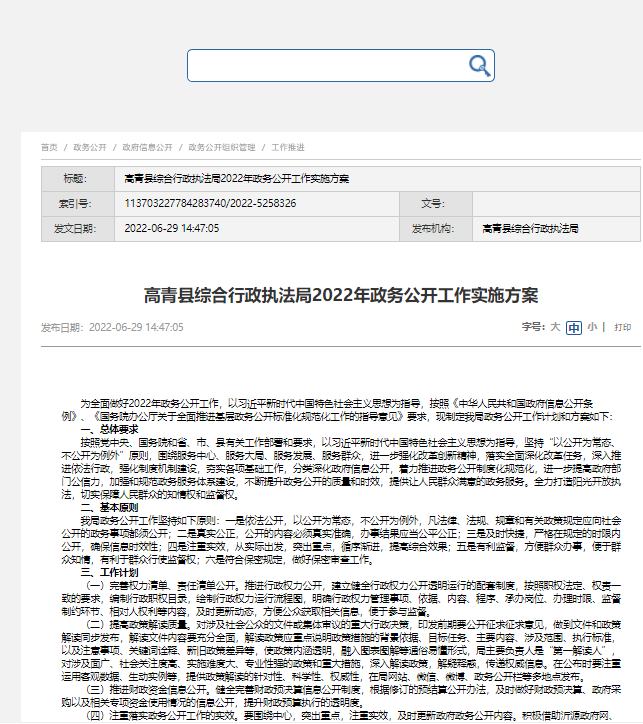 首页 / 政务公开 / 政府信息公开 / 政务公开组织管理 / 工作推进
标题： 高青县综合行政执法局2022年政务公开工作实施方案
索引号： 113703227784283740/2022-5258326 文号：
发文日期： 2022-06-29 14:47:05 发布机构： 高青县综合行政执法局
高青县综合行政执法局2022年政务公开工作实施方案
发布日期：2022-06-29 14:47:05 字号：大 中 小 | 打印
为全面做好2022年政务公开工作，以习近平新时代中国特色社会主义思想为指导，按照《中华人民共和国政府信息公开条
例》、《国务院办公厅关于全面推进基层政务公开标准化规范化工作的指导意见》要求，现制定我局政务公开工作计划和方案如下：
一、总体要求
按照党中央、国务院和省、市、县有关工作部署和要求，以习近平新时代中国特色社会主义思想为指导，坚持“以公开为常态、
不公开为例外”原则，围绕服务中心、服务大局、服务发展、服务群众，进一步强化改革创新精神，落实全面深化改革任务，深入推
进依法行政，强化制度机制建设，夯实各项基础工作，分类深化政府信息公开，着力推进政务公开制度化规范化，进一步提高政府部
门公信力，加强和规范政务服务体系建设，不断提升政务公开的质量和时效，提供让人民群众满意的政务服务。全力打造阳光开放执
法，切实保障人民群众的知情权和监督权。
二、基本原则
我局政务公开工作坚持如下原则：一是依法公开，以公开为常态，不公开为例外，凡法律、法规、规章和有关政策规定应向社会
公开的政务事项都须公开；二是真实公正，公开的内容必须真实准确，办事结果应当公平公正；三是及时快捷，严格在规定的时限内
公开，确保信息时效性；四是注重实效，从实际出发，突出重点，循序渐进，提高综合效果；五是有利监督，方便群众办事，便于群
众知情，有利于群众行使监督权；六是符合保密规定，做好保密审查工作。
三、工作计划
（一）完善权力清单、责任清单公开。推进行政权力公开，建立健全行政权力公开透明运行的配套制度，按照职权法定、权责一
致的要求，编制行政职权目录，绘制行政权力运行流程图，明确行政权力管理事项、依据、内容、程序、承办岗位、办理时限、监督
制约环节、相对人权利等内容，及时更新动态，方便公众获取相关信息，便于参与监督。
（二）提高政策解读质量。对涉及社会公众的文件或集体审议的重大行政决策，印发前期要公开征求征求意见，做到文件和政策
解读同步发布，解读文件内容要充分全面，解读政策应重点说明政策措施的背景依据、目标任务、主要内容、涉及范围、执行标准，
以及注意事项、关键词诠释、新旧政策差异等，使政策内涵透明，融入图表图解等通俗易懂形式，局主要负责人是“第一解读人”，
对涉及面广、社会关注度高、实施难度大、专业性强的政策和重大措施，深入解读政策，解疑释惑，传递权威信息。在公布时要注重
运用客观数据、生动实例等，提供政策解读的针对性、科学性、权威性，在局网站、微信、微博、政务公开栏等多地点发布。
（三）推进财政资金信息公开。健全完善财政预决算信息公开制度，根据修订的预结算公开办法，及时做好财政预决算、政府采
购以及相关专项资金使用情况的信息公开，提升财政预算执行的透明度。
（四）注重落实政务公开工作的实效。要围绕中心，突出重点，注重实效，及时更新政府政务公开内容。积极借助沂源政府网、